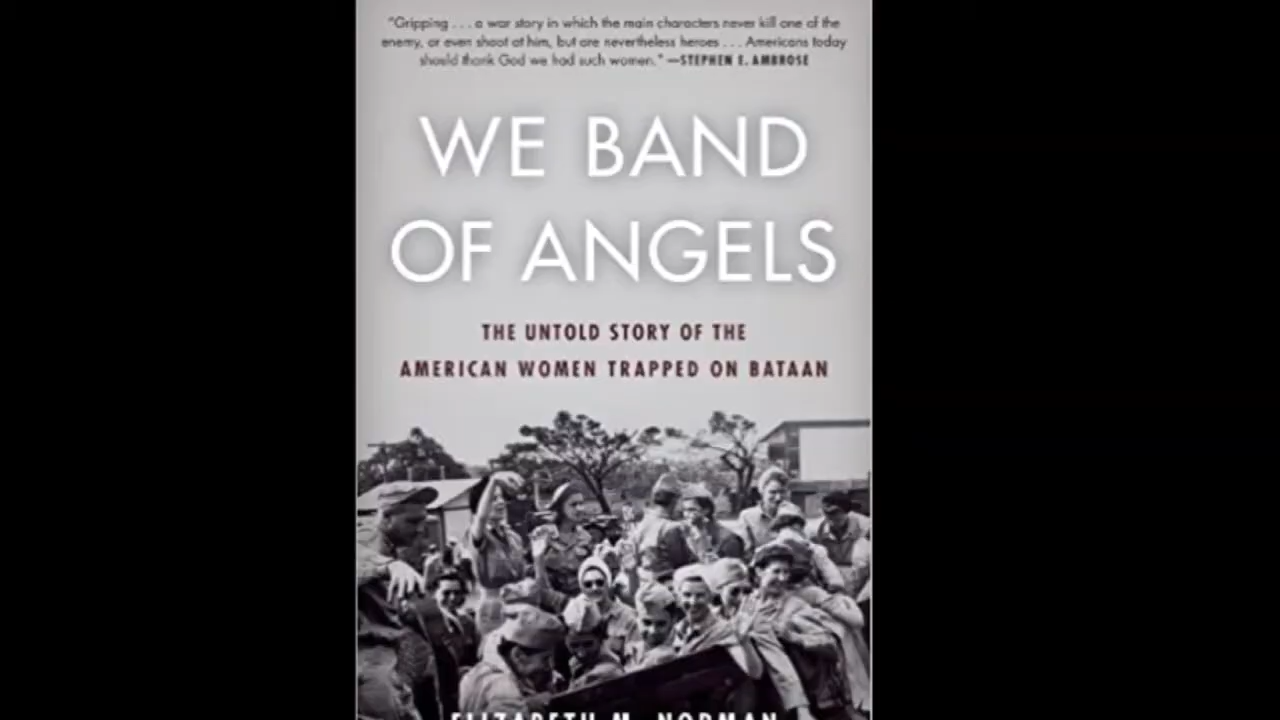 "Gripping . . . a war story in which the main characters never kill one of the
enemy, or even shoot at him, but are nevertheless heroes . . . Americans today
should thank God we had such women." —STEPHEN E. AMBROSE
WE BAND
OF ANGELS
THE UNTOLD STORY OF THE
AMERICAN WOMEN TRAPPED ON BATAAN
ELIZABETH M. NORMAN